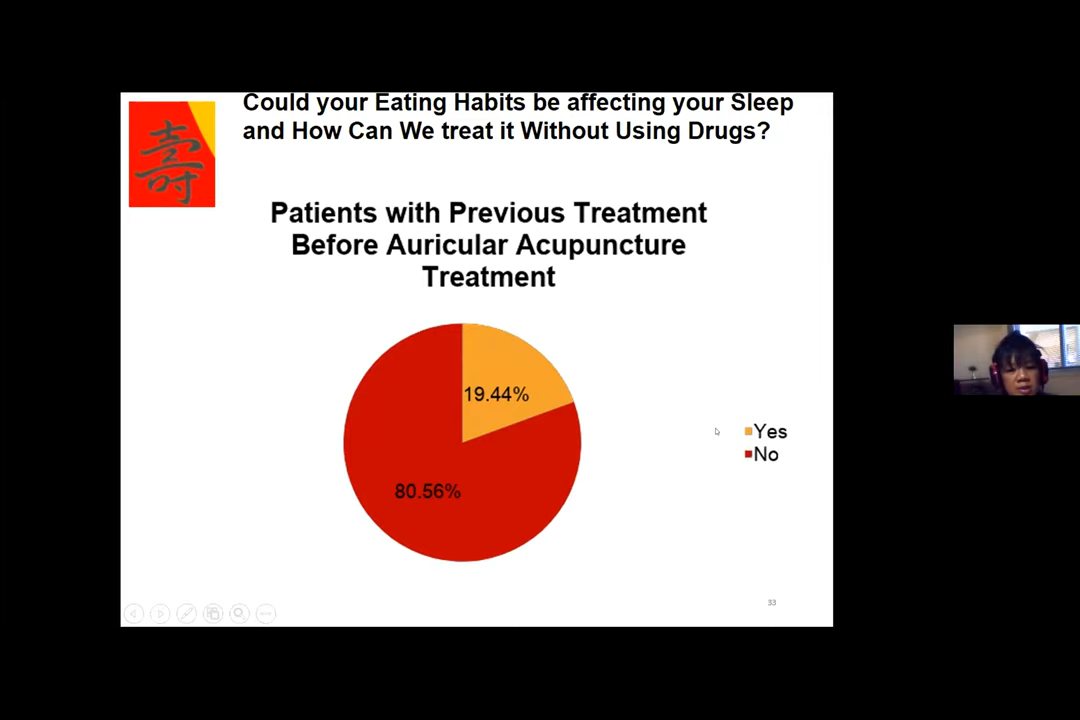 Could your Eating Habits be affecting your Sleep
and How Can We treat it Without Using Drugs?
壽
Patients with Previous Treatment
Before Auricular Acupuncture
Treatment
19.44%
80.56%
Yes
No
33